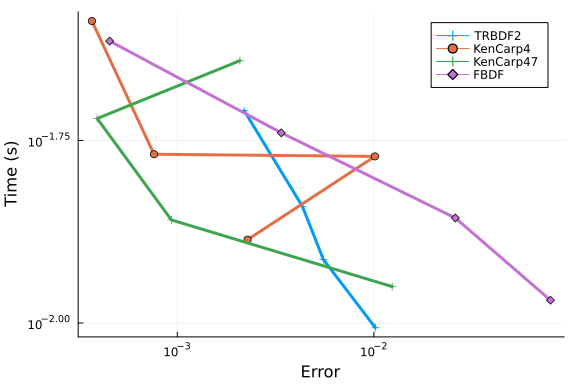 TRBDF2
KenCarp4
KenCarp47
FBDF
Time (s)
10^-1.75
10^-2.00
10^-3
10^-2
Error